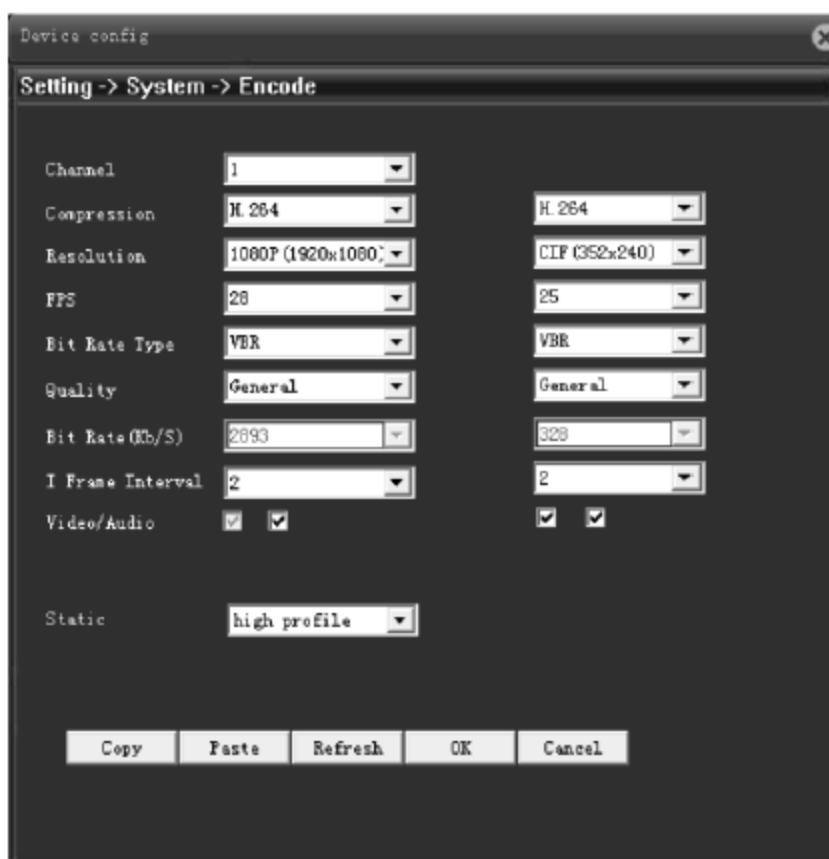 Device config
Setting -> System -> Encode
Channel 1
Compression H.264 H.264
Resolution 1080P(1920x1080) CIF(352x240)
FPS 28 25
Bit Rate Type VBR VBR
Quality General General
Bit Rate(Kb/S) 2893 328
I Frame Interval 2 2
Video/Audio
Static high profile
Copy Paste Refresh OK Cancel